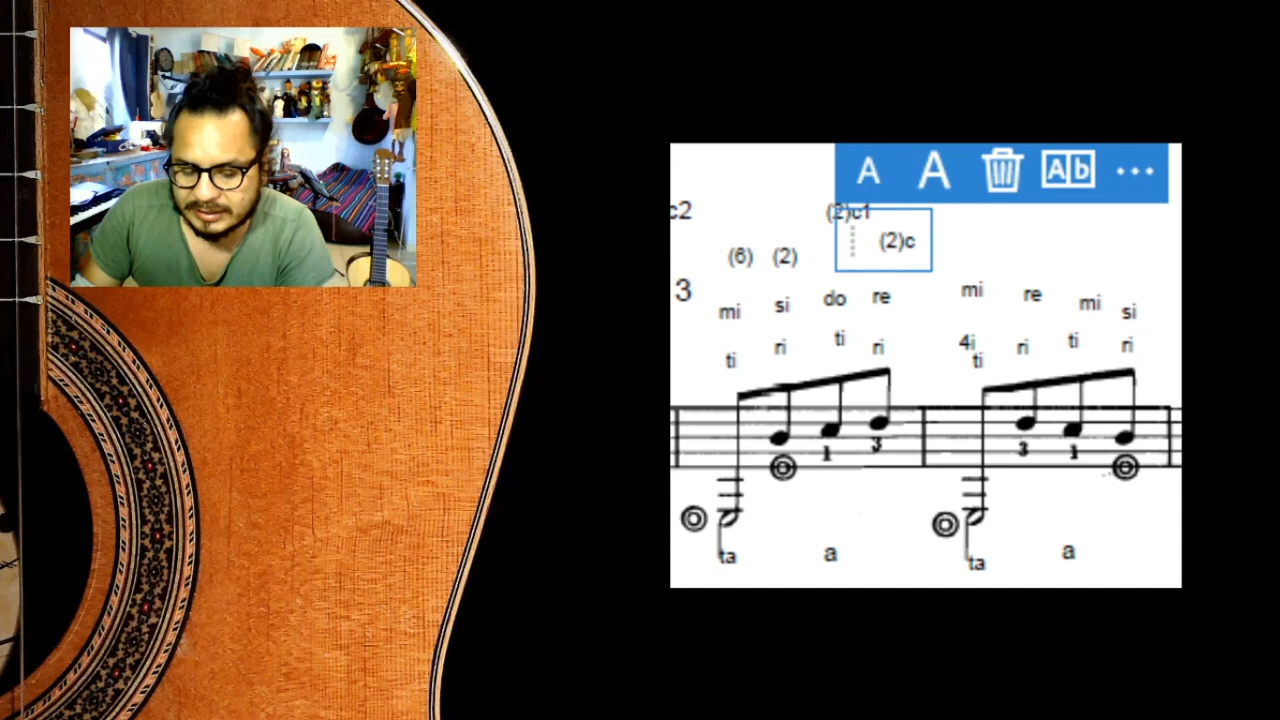 A A Ab ...
c2 (2)c1
(2)c
(6) (2)
3 mi si do re mi re mi si
ti ri ti ri 4i ti ri ti ri
1 3 3 1
ta a ta a